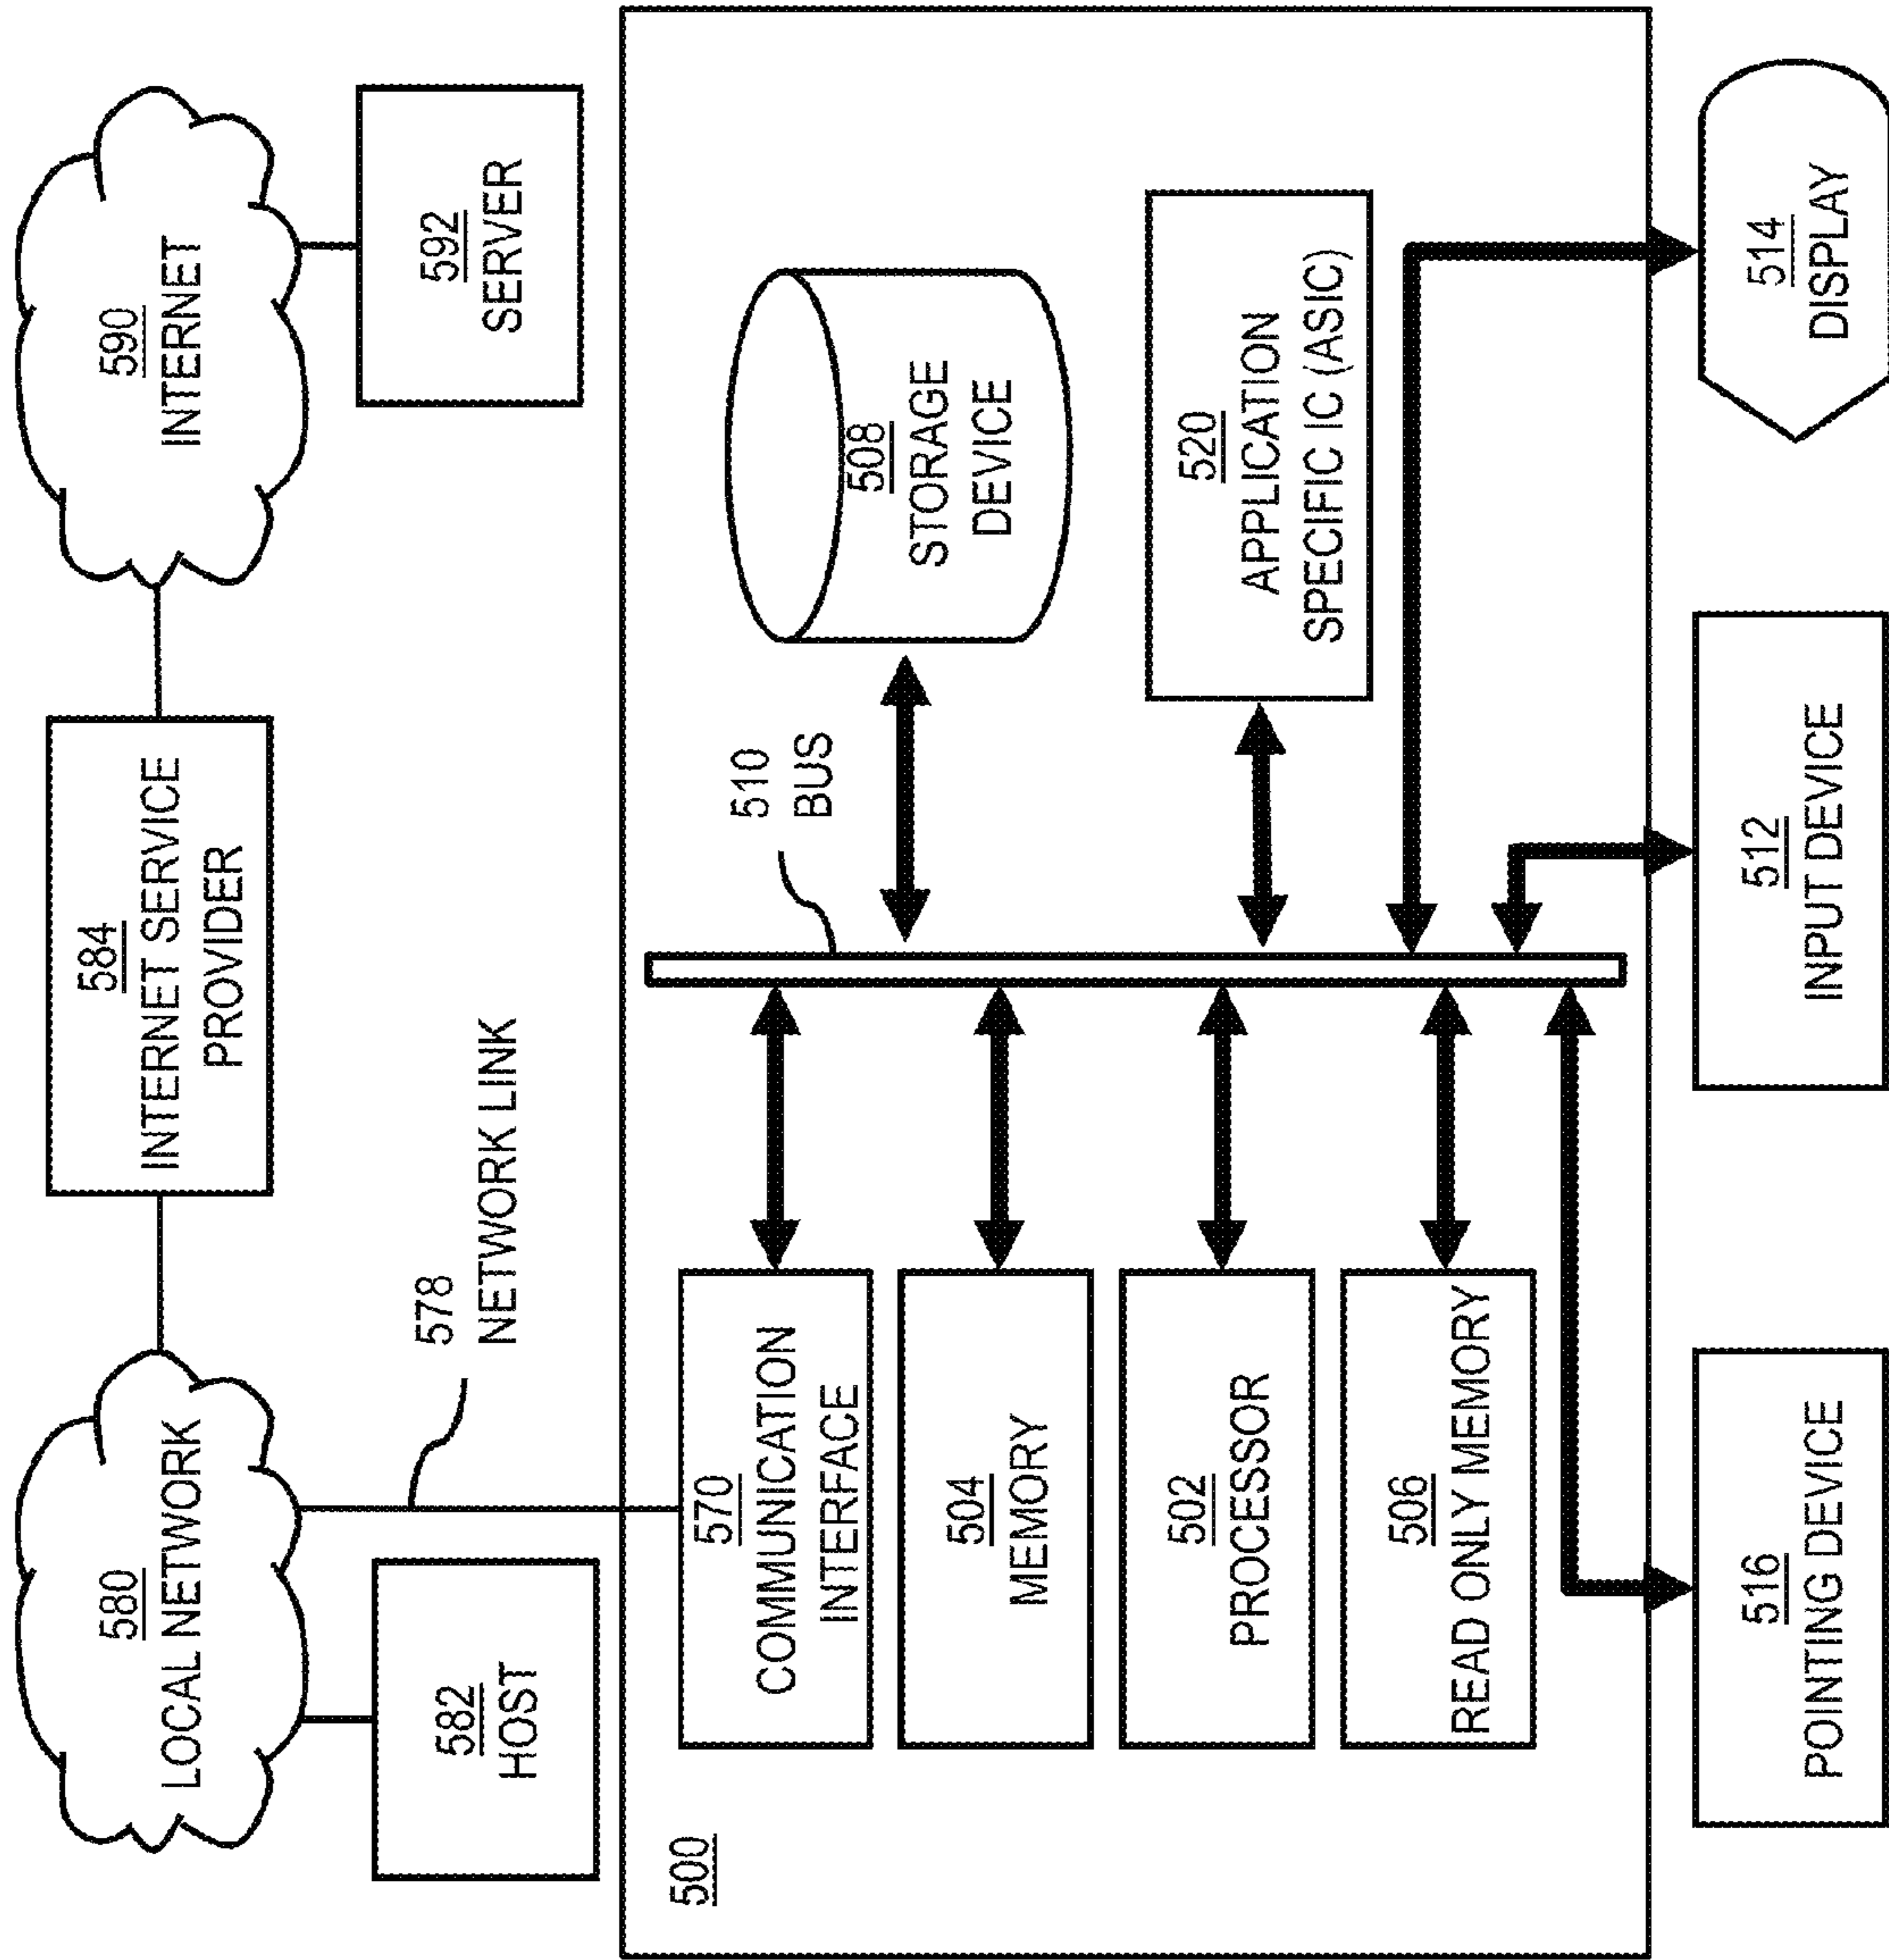 580
LOCAL NETWORK
584
INTERNET SERVICE
PROVIDER
590
INTERNET
582
HOST
578
NETWORK LINK
592
SERVER
500
570
COMMUNICATION
INTERFACE
510
BUS
508
STORAGE
DEVICE
504
MEMORY
502
PROCESSOR
520
APPLICATION
SPECIFIC IC (ASIC)
506
READ ONLY MEMORY
516
POINTING DEVICE
512
INPUT DEVICE
514
DISPLAY